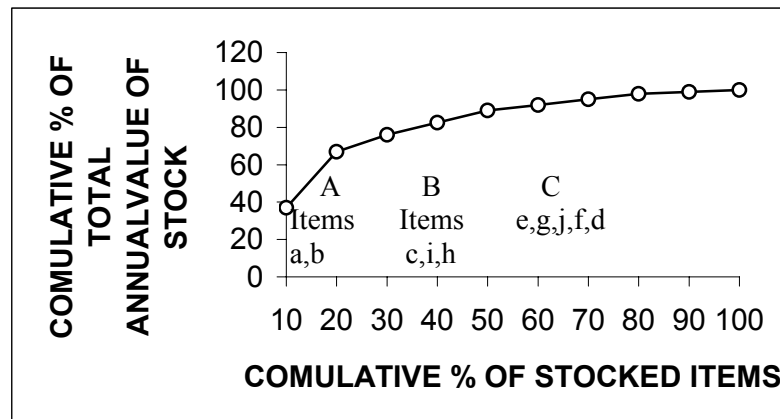 COMULATIVE % OF
TOTAL
ANNUALVALUE OF
STOCK
120
100
80
60
40
20
0
A
Items
a,b
B
Items
c,i,h
C
e,g,j,f,d
10 20 30 40 50 60 70 80 90 100
COMULATIVE % OF STOCKED ITEMS